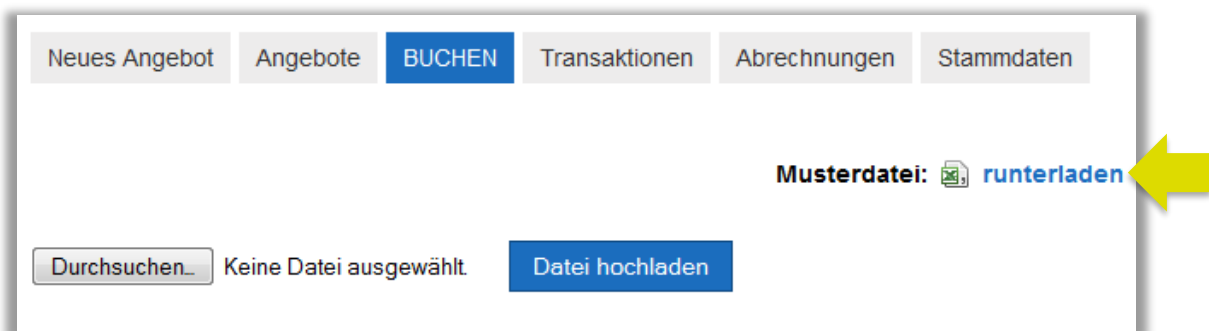 Neues Angebot Angebote BUCHEN Transaktionen Abrechnungen Stammdaten
Musterdatei: runterladen
Durchsuchen… Keine Datei ausgewählt. Datei hochladen